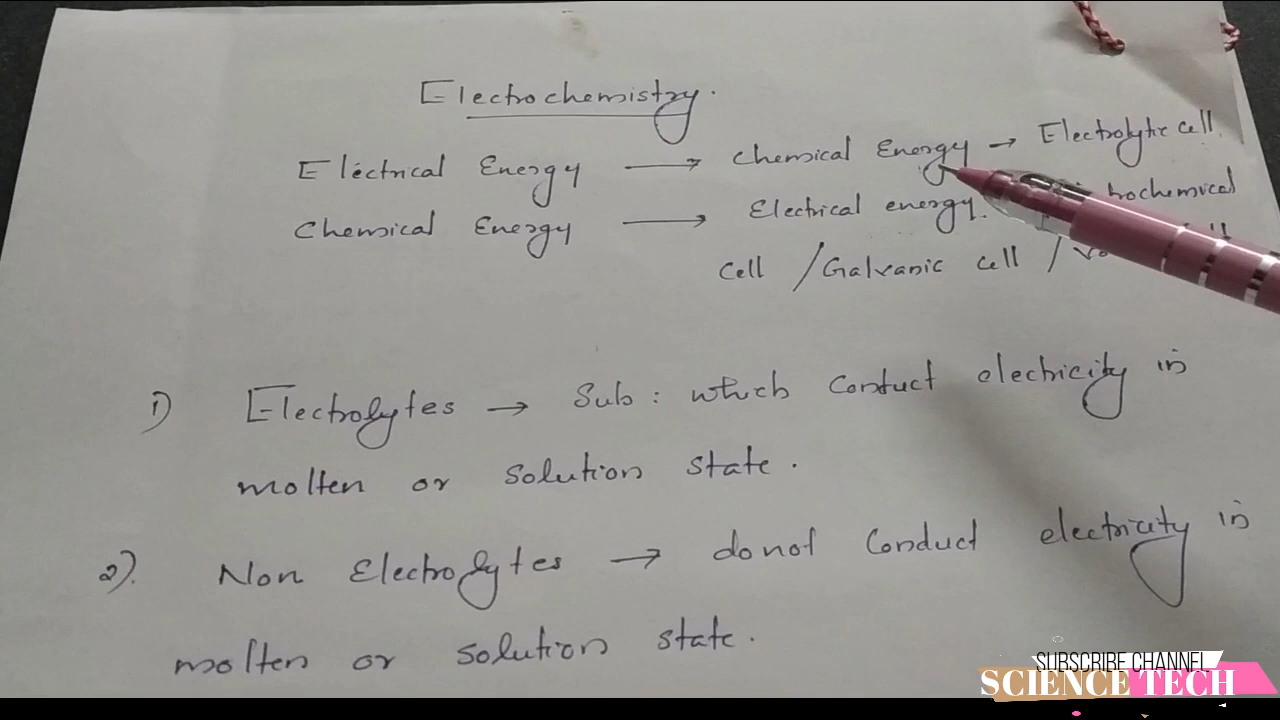 Electrochemistry.
Electrical Energy → Chemical Energy → Electrolytic cell.
Chemical Energy → Electrical energy.
cell / Galvanic cell /
1) Electrolytes → Sub: which conduct electricity in
molten or solution state.
2). Non Electrolytes → donot conduct electricity in
molten or solution state.
SUBSCRIBE CHANNEL
SCIENCE TECH